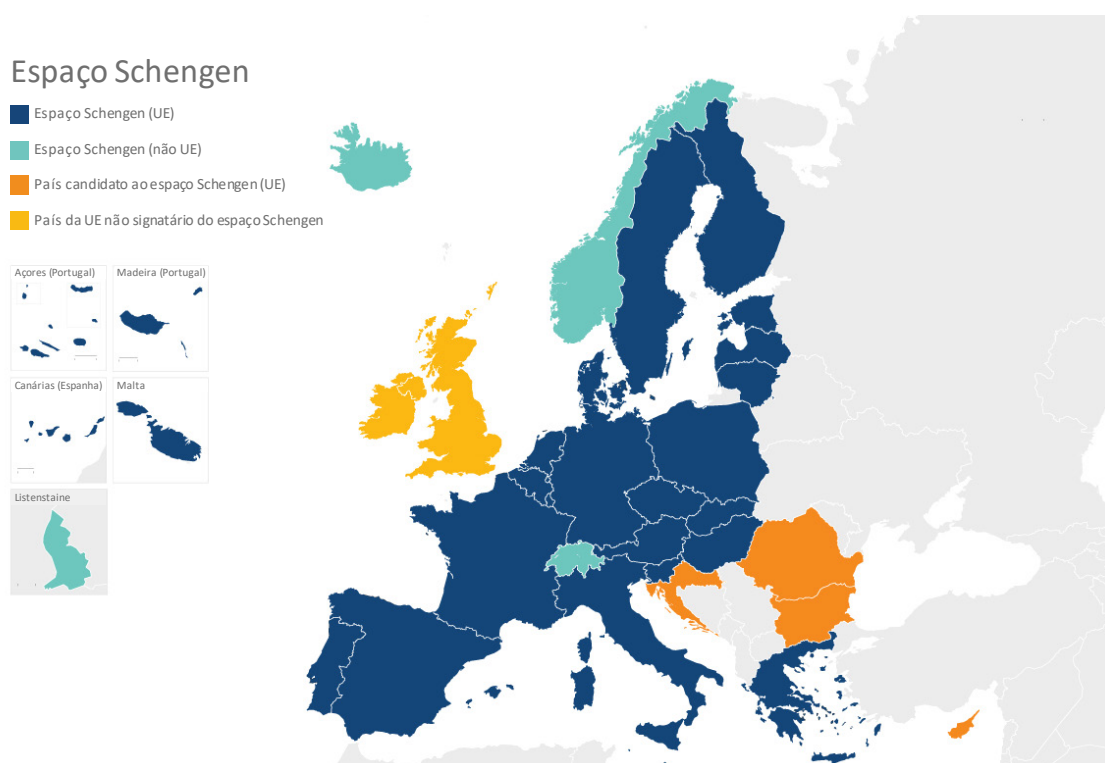 Espaço Schengen
Espaço Schengen (UE)
Espaço Schengen (não UE)
País candidato ao espaço Schengen (UE)
País da UE não signatário do espaço Schengen
Açores (Portugal)
Madeira (Portugal)
Canárias (Espanha)
Malta
Listenstaine